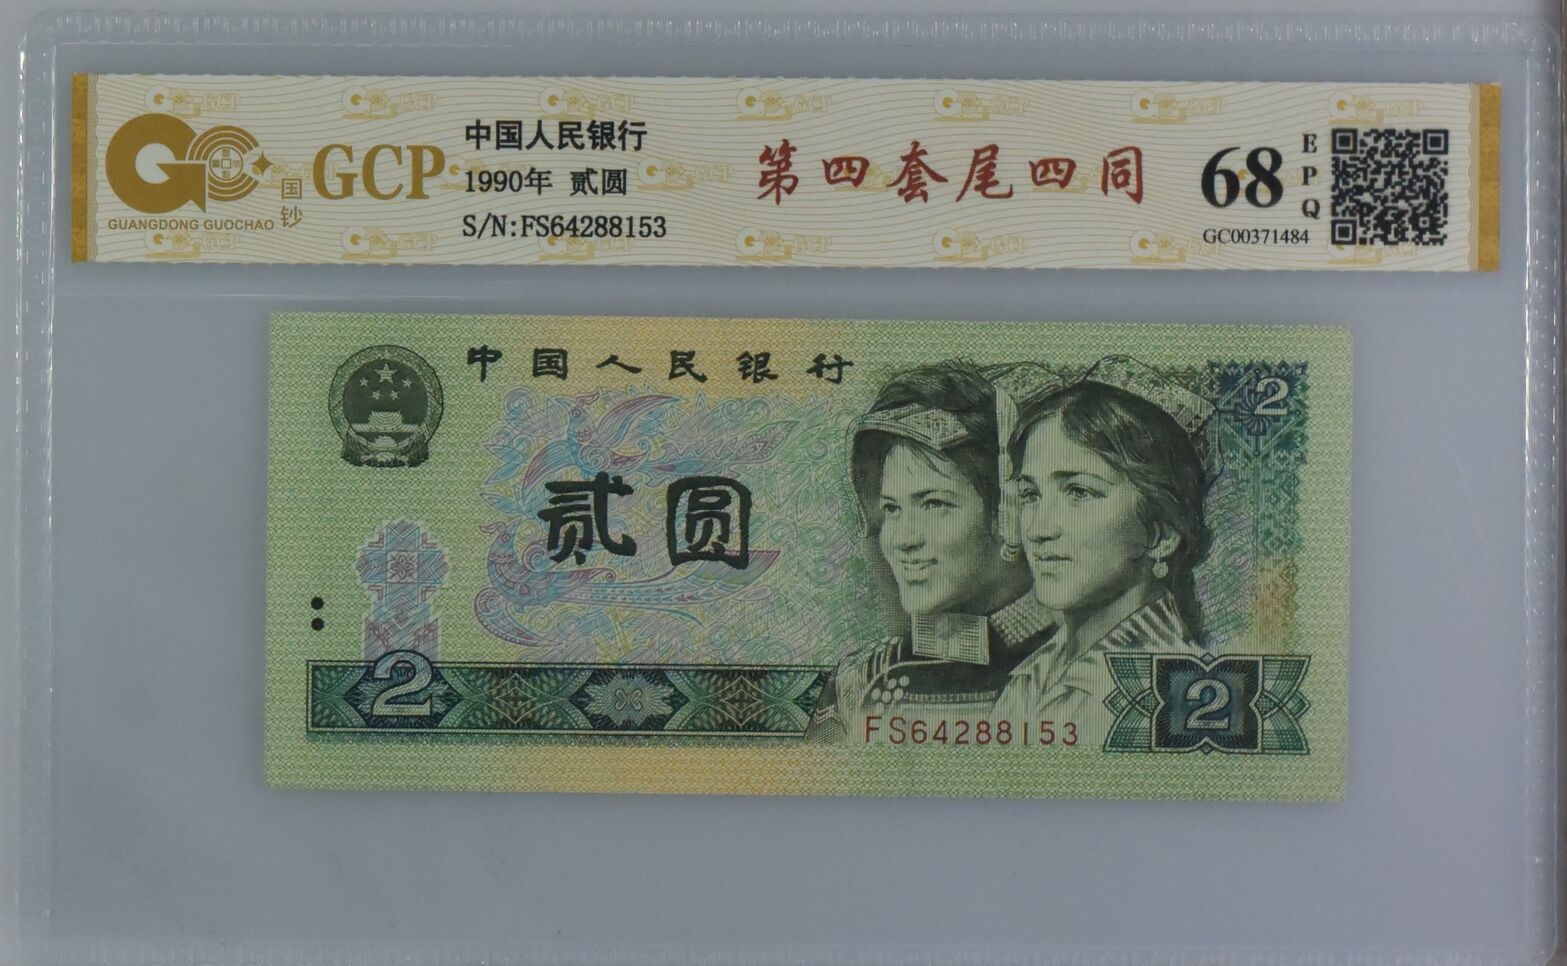 中国人民银行
1990年 贰圆
S/N:FS64288153
GCP
国钞
GUANGDONG GUOCHAO
第四套尾四同
68
EPQ
GC00371484
中国人民银行
2
贰圆
2
FS64288153
2